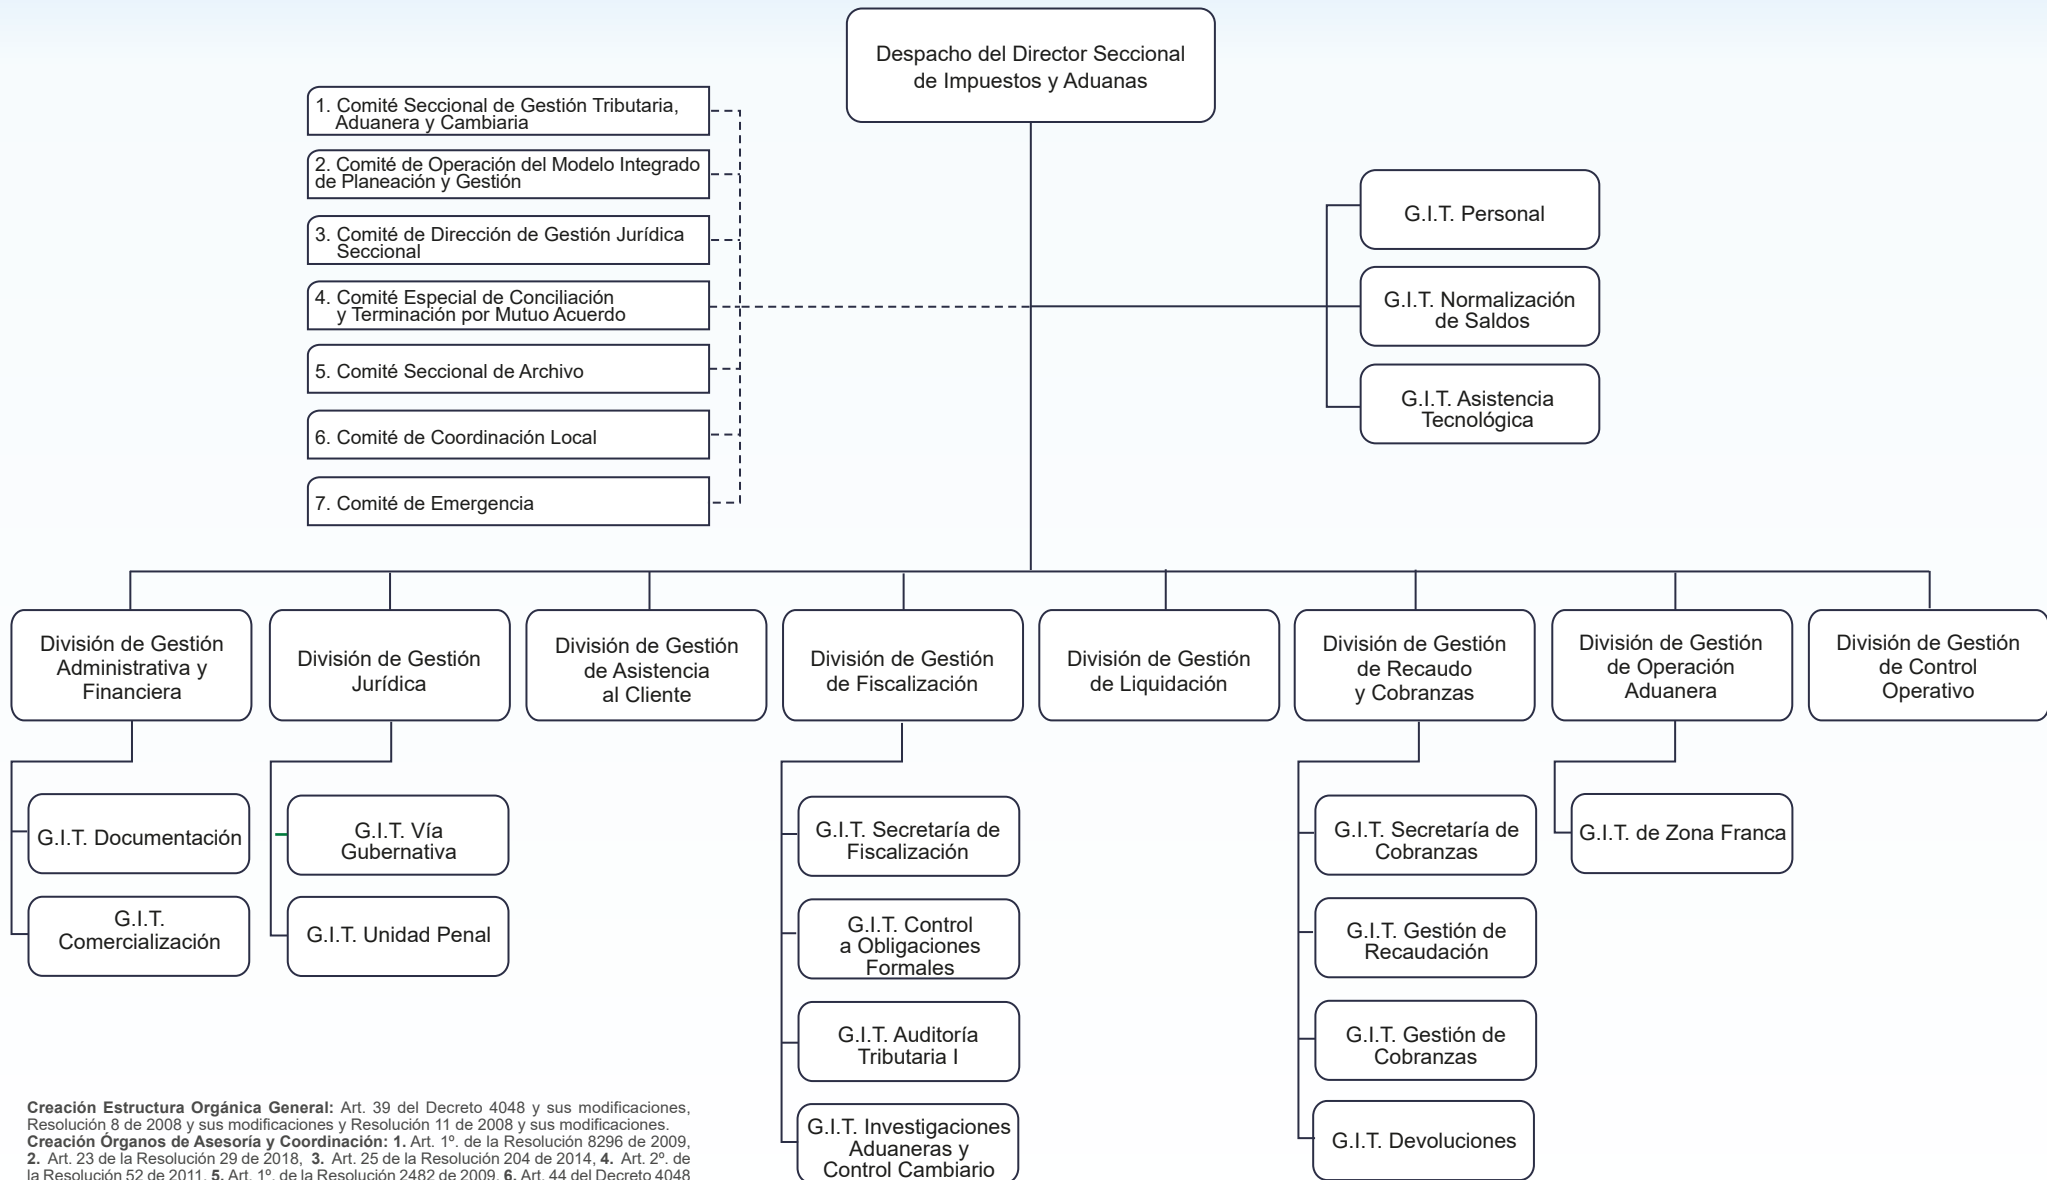 Despacho del Director Seccional
de Impuestos y Aduanas
1. Comité Seccional de Gestión Tributaria,
Aduanera y Cambiaria
2. Comité de Operación del Modelo Integrado
de Planeación y Gestión
3. Comité de Dirección de Gestión Jurídica
Seccional
4. Comité Especial de Conciliación
y Terminación por Mutuo Acuerdo
5. Comité Seccional de Archivo
6. Comité de Coordinación Local
7. Comité de Emergencia
G.I.T. Personal
G.I.T. Normalización
de Saldos
G.I.T. Asistencia
Tecnológica
División de Gestión
Administrativa y
Financiera
División de Gestión
Jurídica
División de Gestión
de Asistencia
al Cliente
División de Gestión
de Fiscalización
División de Gestión
de Liquidación
División de Gestión
de Recaudo
y Cobranzas
División de Gestión
de Operación
Aduanera
División de Gestión
de Control
Operativo
G.I.T. Documentación
G.I.T.
Comercialización
G.I.T. Vía
Gubernativa
G.I.T. Unidad Penal
G.I.T. Secretaría de
Fiscalización
G.I.T. Control
a Obligaciones
Formales
G.I.T. Auditoría
Tributaria I
G.I.T. Investigaciones
Aduaneras y
Control Cambiario
G.I.T. Secretaría de
Cobranzas
G.I.T. Gestión de
Recaudación
G.I.T. Gestión de
Cobranzas
G.I.T. Devoluciones
G.I.T. de Zona Franca
Creación Estructura Orgánica General: Art. 39 del Decreto 4048 y sus modificaciones,
Resolución 8 de 2008 y sus modificaciones y Resolución 11 de 2008 y sus modificaciones.
Creación Órganos de Asesoría y Coordinación: 1. Art. 1º. de la Resolución 8296 de 2009,
2. Art. 23 de la Resolución 29 de 2018, 3. Art. 25 de la Resolución 204 de 2014, 4. Art. 2º. de
la Resolución 52 de 2011, 5. Art. 1º. de la Resolución 2482 de 2009, 6. Art. 44 del Decreto 4048